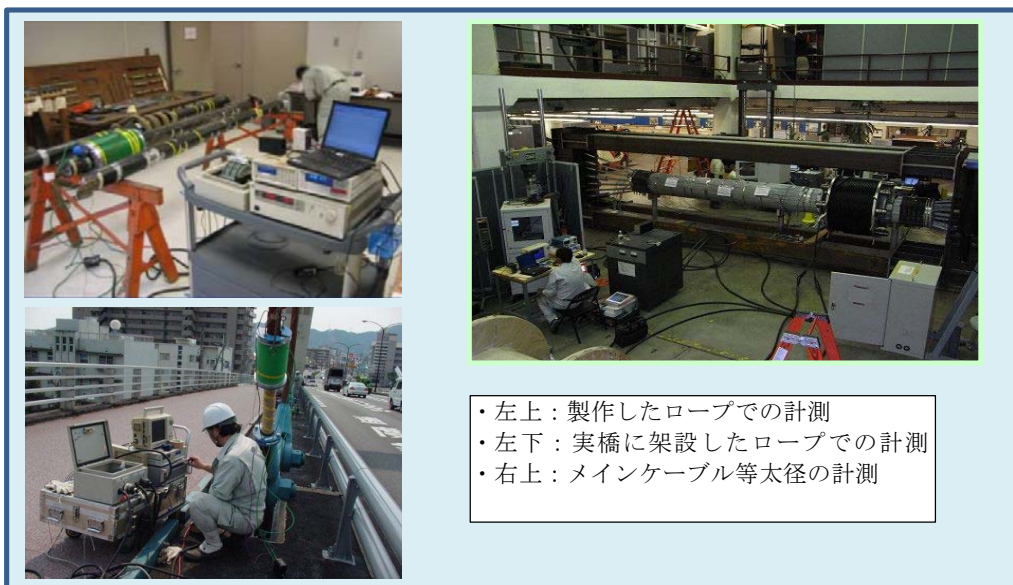 ・左上：製作したロープでの計測
・左下：実橋に架設したロープでの計測
・右上：メインケーブル等太径の計測